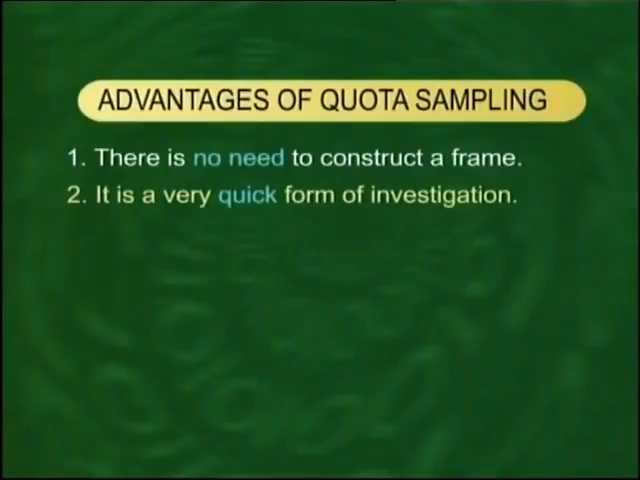 ADVANTAGES OF QUOTA SAMPLING
1. There is no need to construct a frame.
2. It is a very quick form of investigation.